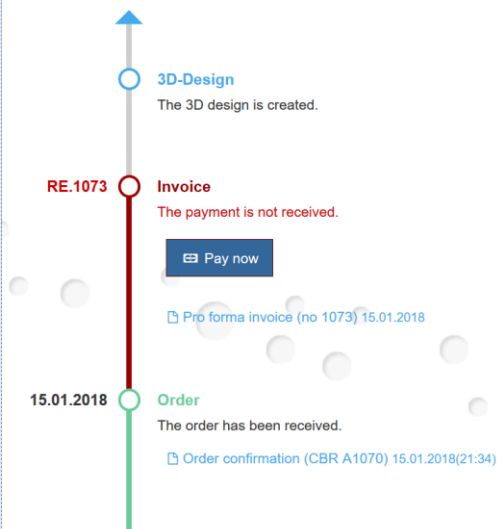 3D-Design
The 3D design is created.
RE.1073 Invoice
The payment is not received.
Pay now
Pro forma invoice (no 1073) 15.01.2018
15.01.2018 Order
The order has been received.
Order confirmation (CBR A1070) 15.01.2018(21:34)